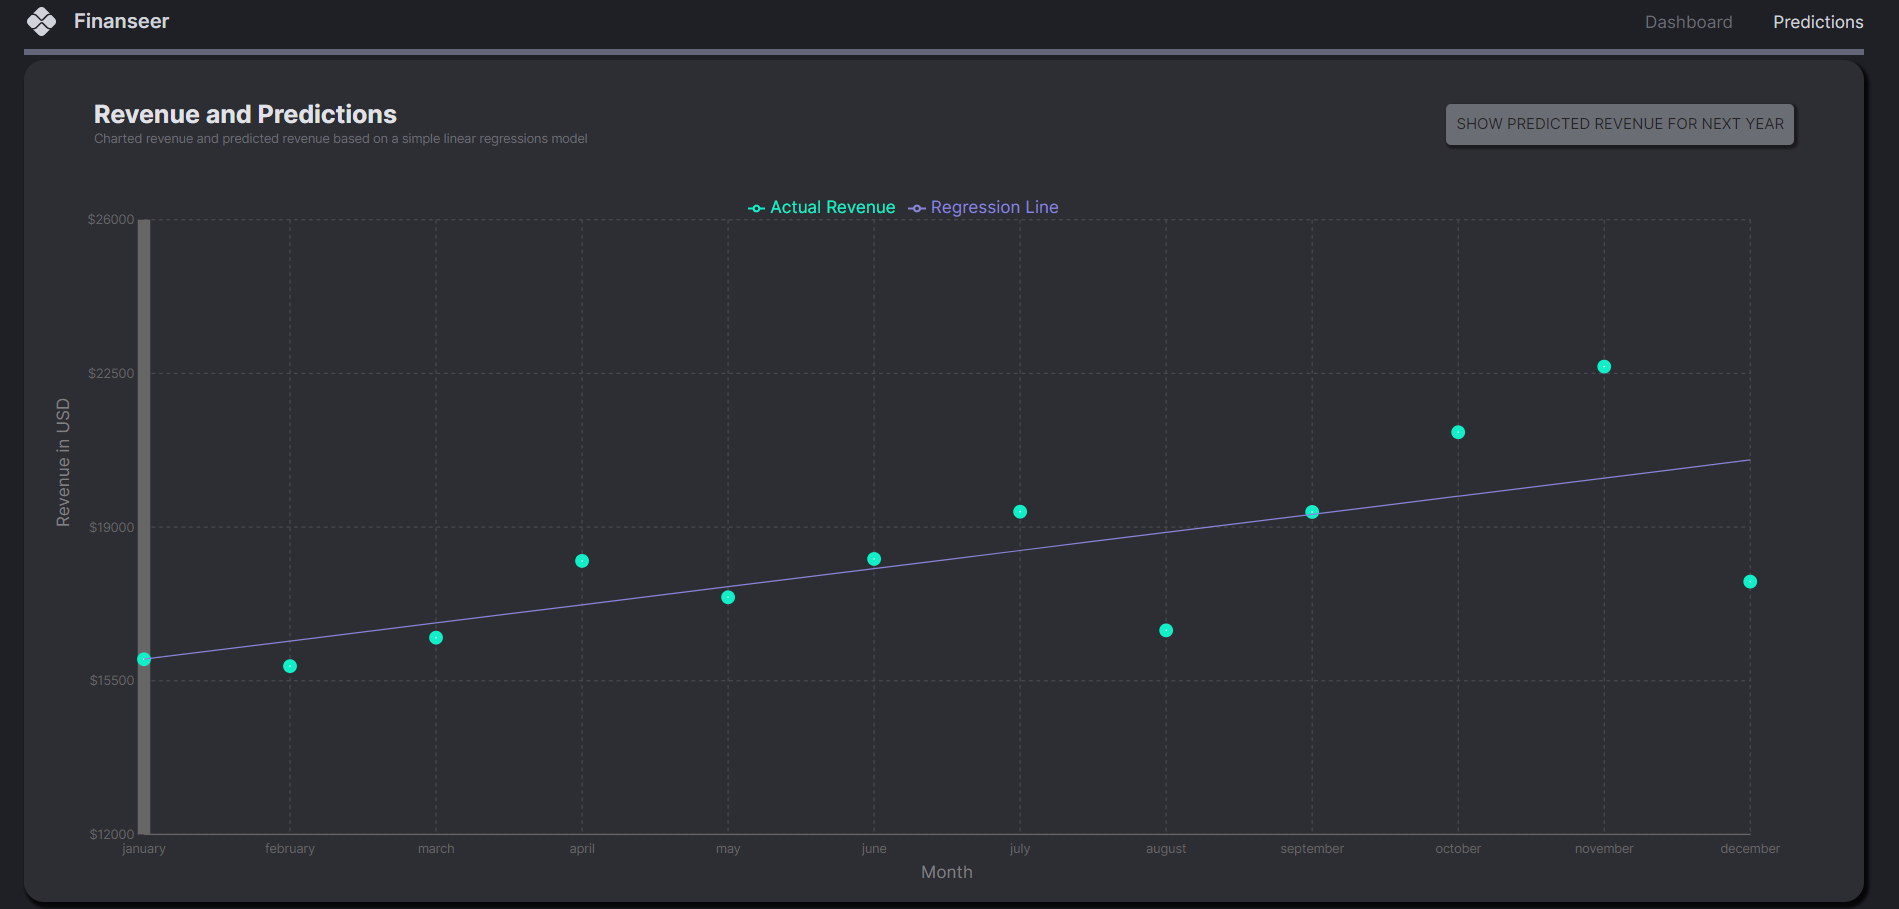 Finanseer
Dashboard
Predictions
Revenue and Predictions
Charted revenue and predicted revenue based on a simple linear regressions model
SHOW PREDICTED REVENUE FOR NEXT YEAR
Actual Revenue
Regression Line
$26000
$22500
$19000
$15500
$12000
Revenue in USD
january
february
march
april
may
june
july
august
september
october
november
december
Month